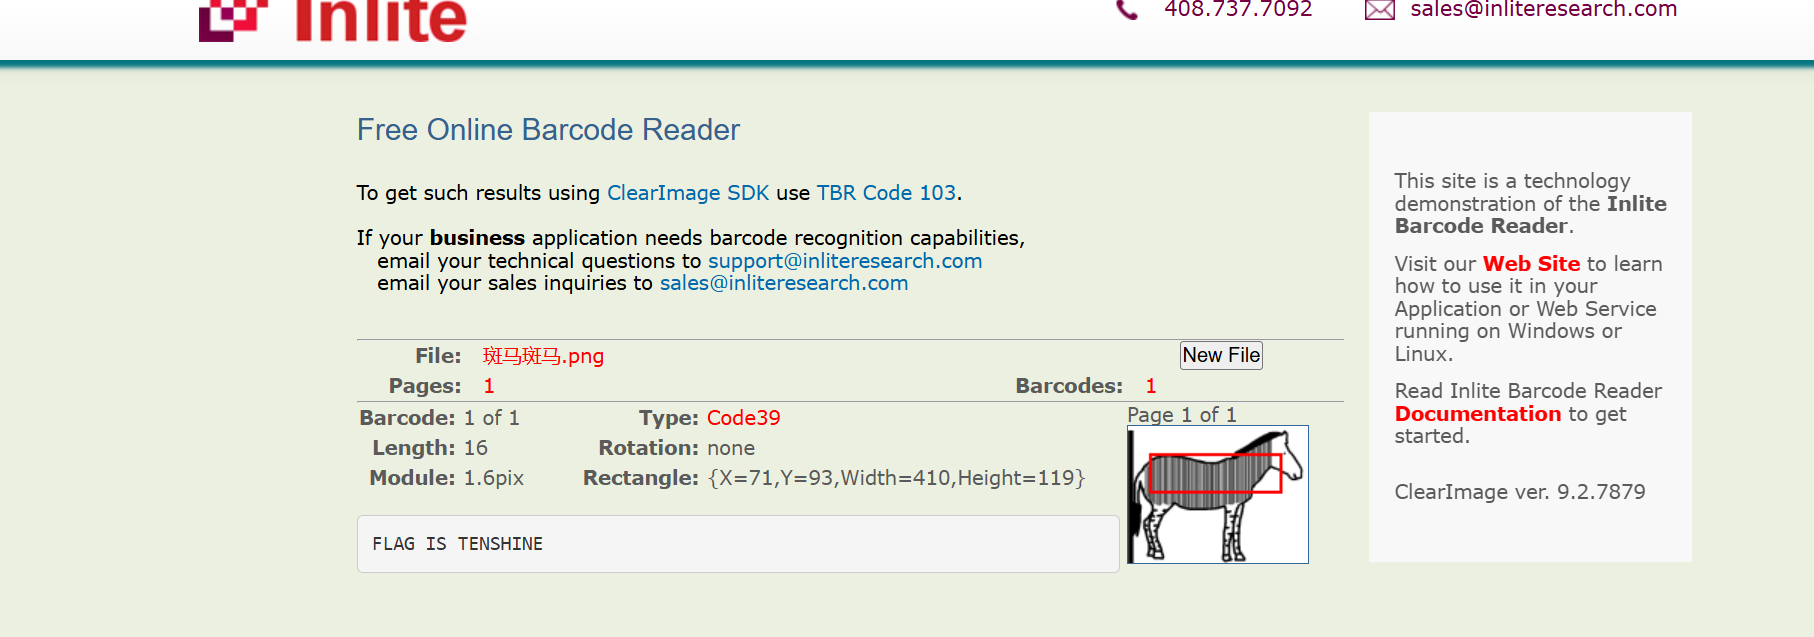 Inlite
408.737.7092 sales@inliteresearch.com
Free Online Barcode Reader
To get such results using ClearImage SDK use TBR Code 103.
If your business application needs barcode recognition capabilities,
email your technical questions to support@inliteresearch.com
email your sales inquiries to sales@inliteresearch.com
File: 斑马斑马.png New File
Pages: 1 Barcodes: 1
Barcode: 1 of 1 Type: Code39 Page 1 of 1
Length: 16 Rotation: none
Module: 1.6pix Rectangle: {X=71,Y=93,Width=410,Height=119}
FLAG IS TENSHINE
This site is a technology
demonstration of the Inlite
Barcode Reader.
Visit our Web Site to learn
how to use it in your
Application or Web Service
running on Windows or
Linux.
Read Inlite Barcode Reader
Documentation to get
started.
ClearImage ver. 9.2.7879